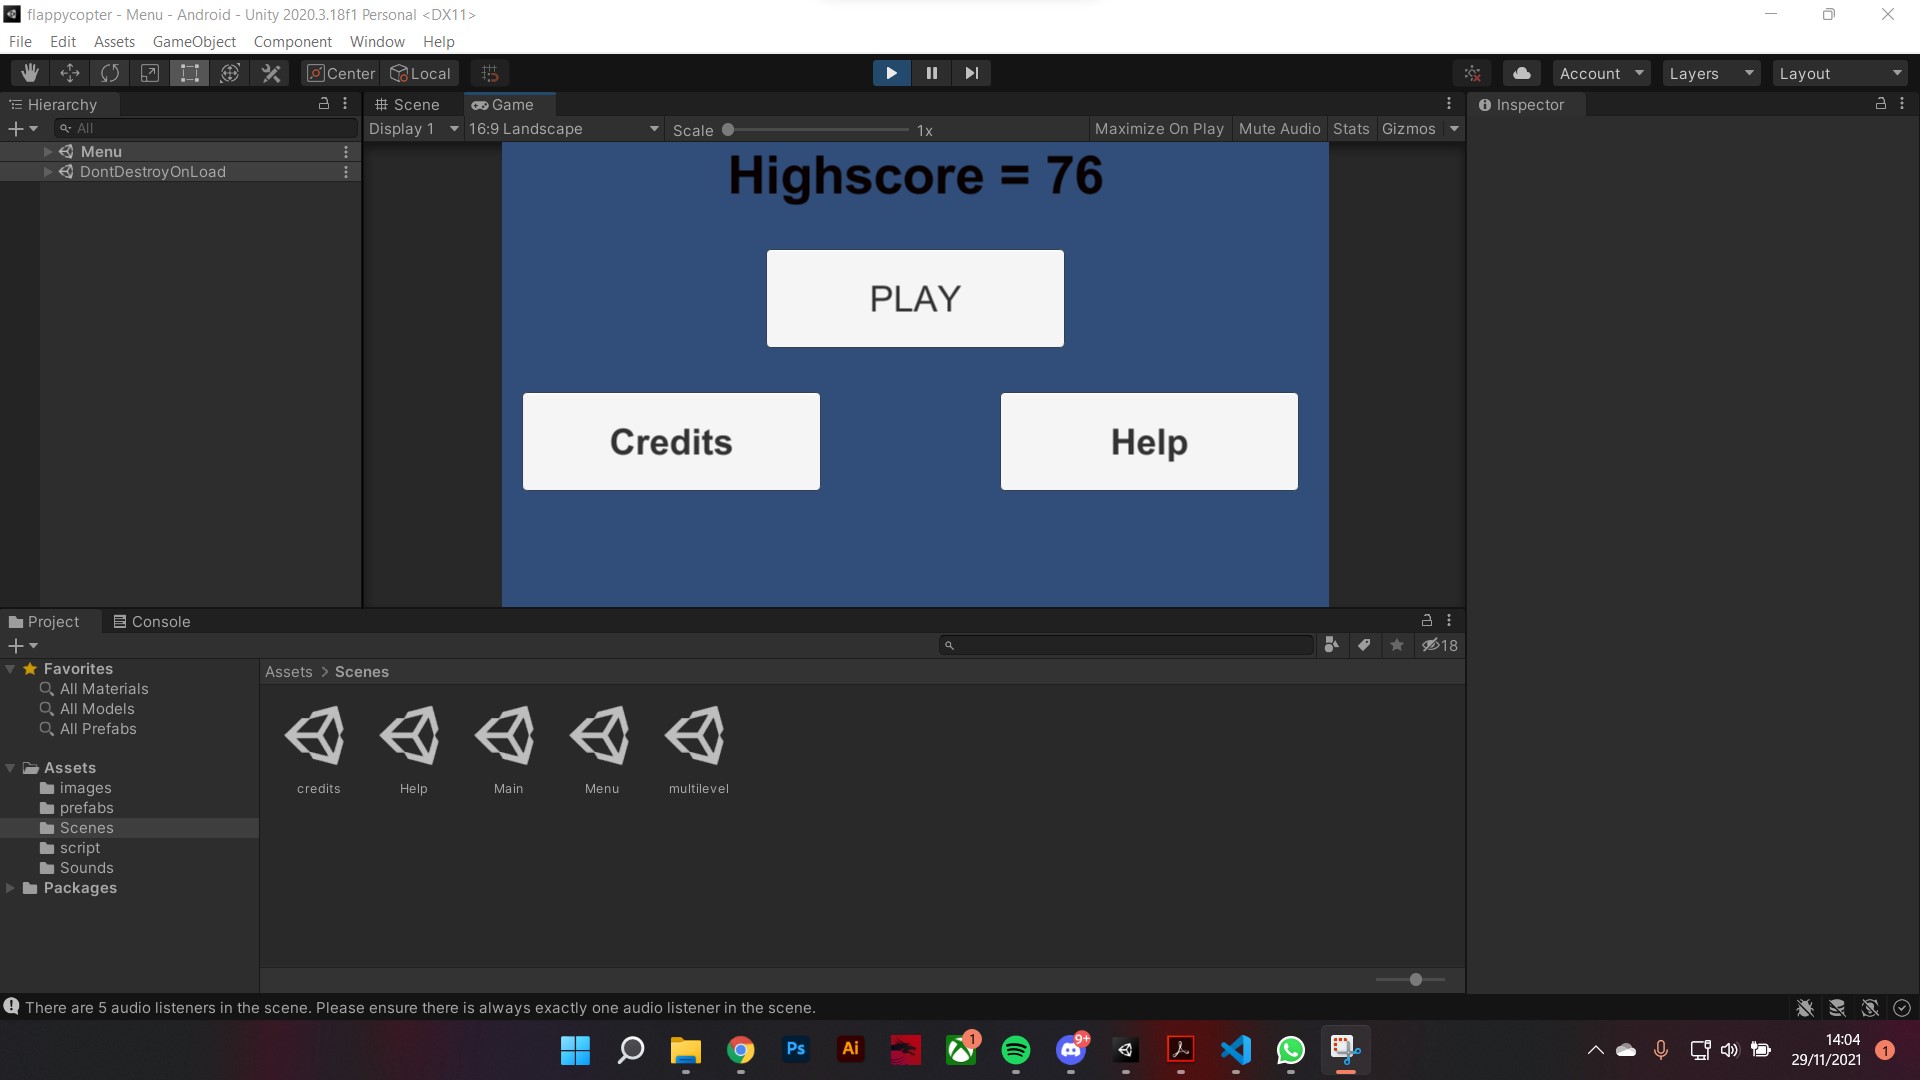 flappycopter - Menu - Android - Unity 2020.3.18f1 Personal <DX11>
File Edit Assets GameObject Component Window Help
Center Local Account Layers Layout
Hierarchy
Scene Game
Inspector
All
Display 1 16:9 Landscape Scale 1x Maximize On Play Mute Audio Stats Gizmos
Menu
DontDestroyOnLoad
Highscore = 76
PLAY
Credits
Help
Project Console
18
Favorites
All Materials
All Models
All Prefabs
Assets
images
prefabs
Scenes
script
Sounds
Packages
Assets > Scenes
credits Help Main Menu multilevel
There are 5 audio listeners in the scene. Please ensure there is always exactly one audio listener in the scene.
Ps
Ai
1
9+
14:04
29/11/2021
1